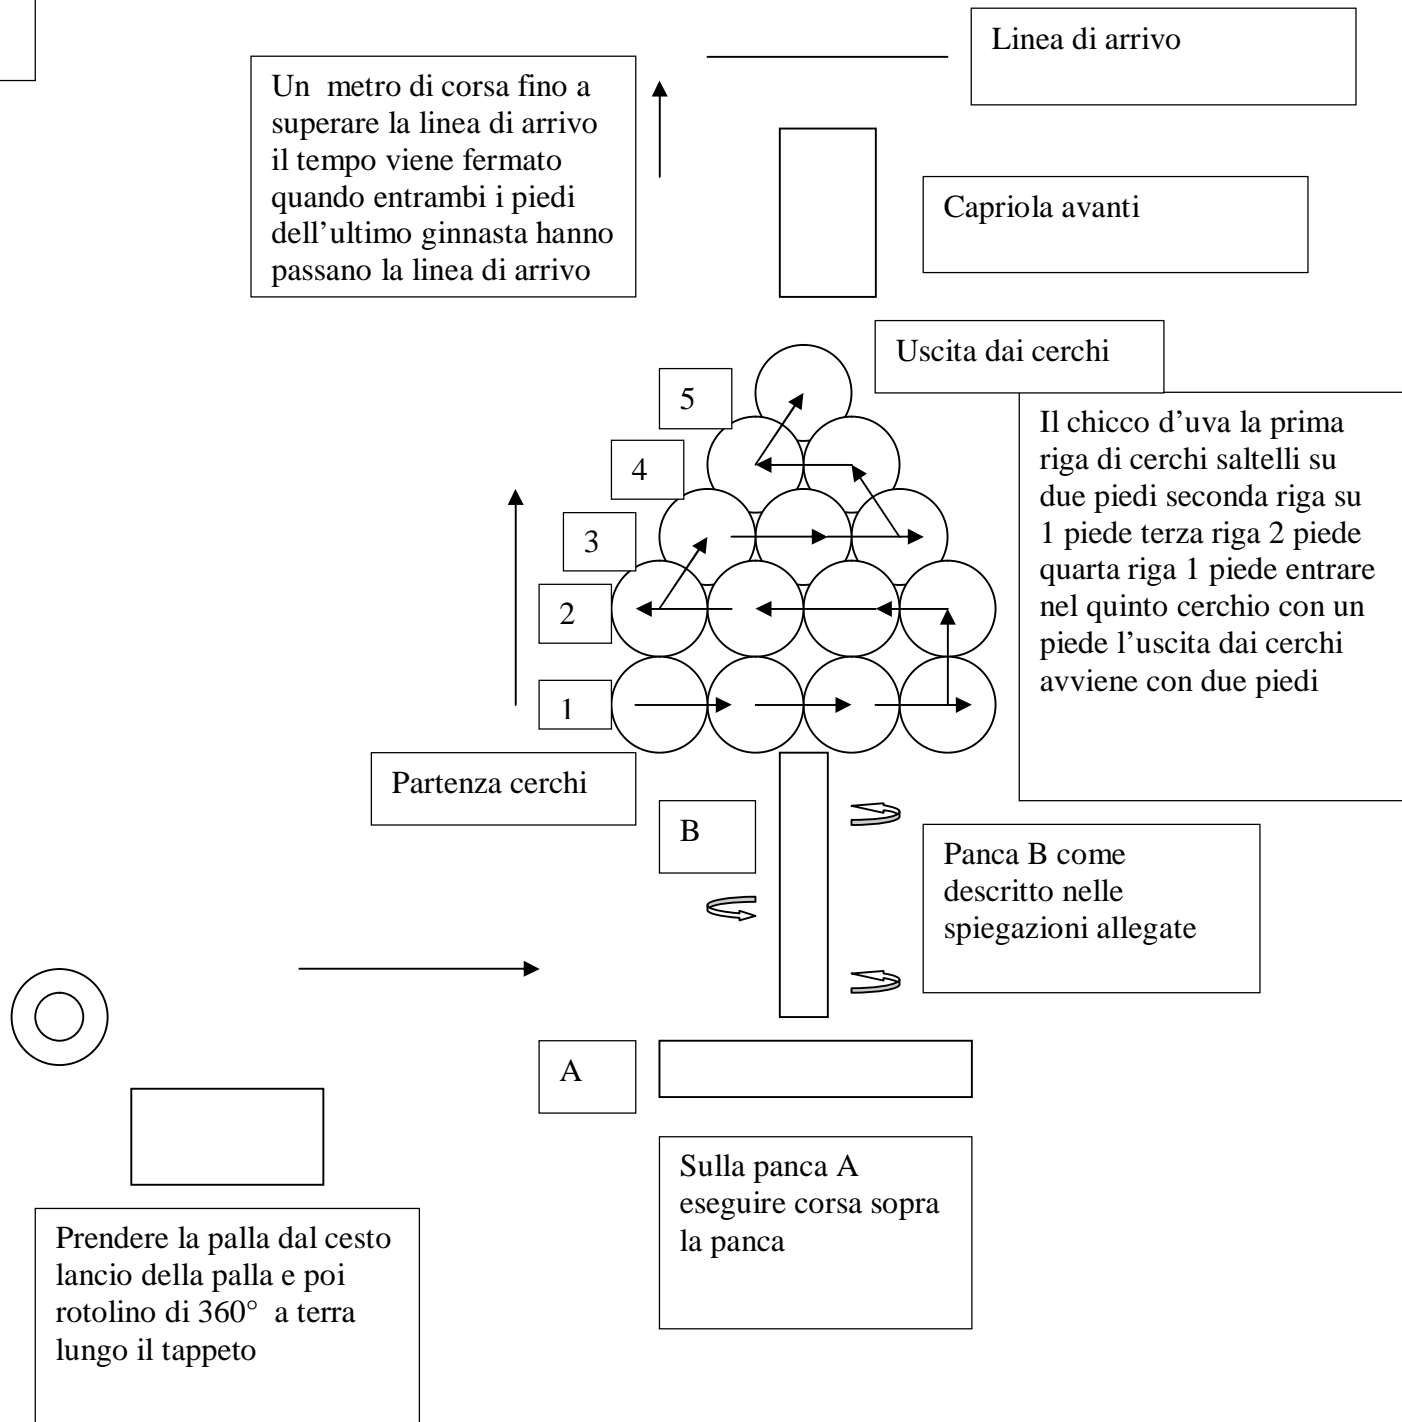 Linea di arrivo
Un metro di corsa fino a
superare la linea di arrivo
il tempo viene fermato
quando entrambi i piedi
dell'ultimo ginnasta hanno
passano la linea di arrivo
Capriola avanti
Uscita dai cerchi
5
4
3
2
1
Il chicco d'uva la prima
riga di cerchi saltelli su
due piedi seconda riga su
1 piede terza riga 2 piede
quarta riga 1 piede entrare
nel quinto cerchio con un
piede l'uscita dai cerchi
avviene con due piedi
Partenza cerchi
B
Panca B come
descritto nelle
spiegazioni allegate
A
Sulla panca A
eseguire corsa sopra
la panca
Prendere la palla dal cesto
lancio della palla e poi
rotolino di 360° a terra
lungo il tappeto